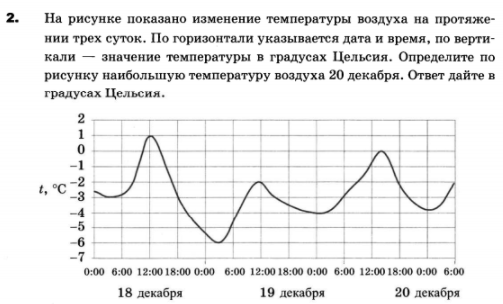 2. На рисунке показано изменение температуры воздуха на протяже-
нии трех суток. По горизонтали указывается дата и время, по верти-
кали — значение температуры в градусах Цельсия. Определите по
рисунку наибольшую температуру воздуха 20 декабря. Ответ дайте в
градусах Цельсия.
2
1
0
−1
−2
t, °C
−3
−4
−5
−6
−7
0:00 6:00 12:00 18:00 0:00 6:00 12:00 18:00 0:00 6:00 12:00 18:00 0:00 6:00
18 декабря 19 декабря 20 декабря